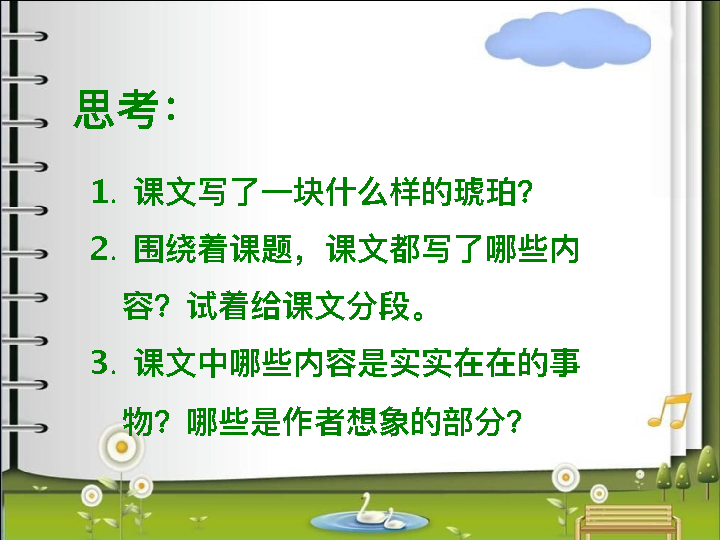 思考：
1. 课文写了一块什么样的琥珀？
2. 围绕着课题，课文都写了哪些内
容？试着给课文分段。
3. 课文中哪些内容是实实在在的事
物？哪些是作者想象的部分？